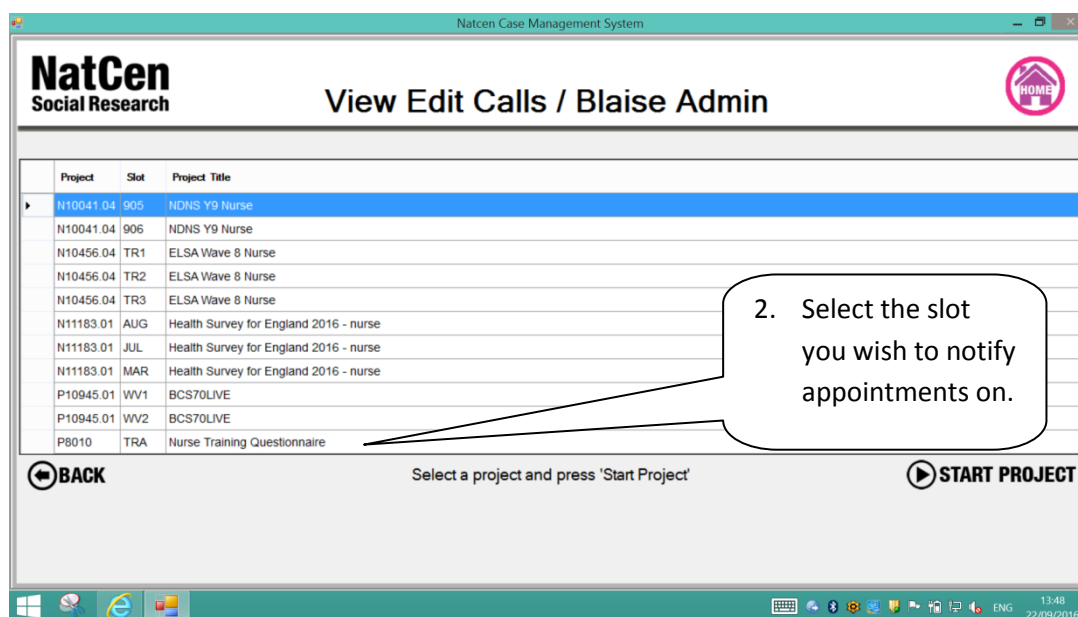 Natcen Case Management System
NatCen
Social Research
View Edit Calls / Blaise Admin
HOME
Project Slot Project Title
N10041.04 905 NDNS Y9 Nurse
N10041.04 906 NDNS Y9 Nurse
N10456.04 TR1 ELSA Wave 8 Nurse
N10456.04 TR2 ELSA Wave 8 Nurse
N10456.04 TR3 ELSA Wave 8 Nurse
N11183.01 AUG Health Survey for England 2016 - nurse
N11183.01 JUL Health Survey for England 2016 - nurse
N11183.01 MAR Health Survey for England 2016 - nurse
P10945.01 WV1 BCS70LIVE
P10945.01 WV2 BCS70LIVE
P8010 TRA Nurse Training Questionnaire
2. Select the slot
you wish to notify
appointments on.
BACK
Select a project and press 'Start Project'
START PROJECT
ENG
13:48
22/09/2016